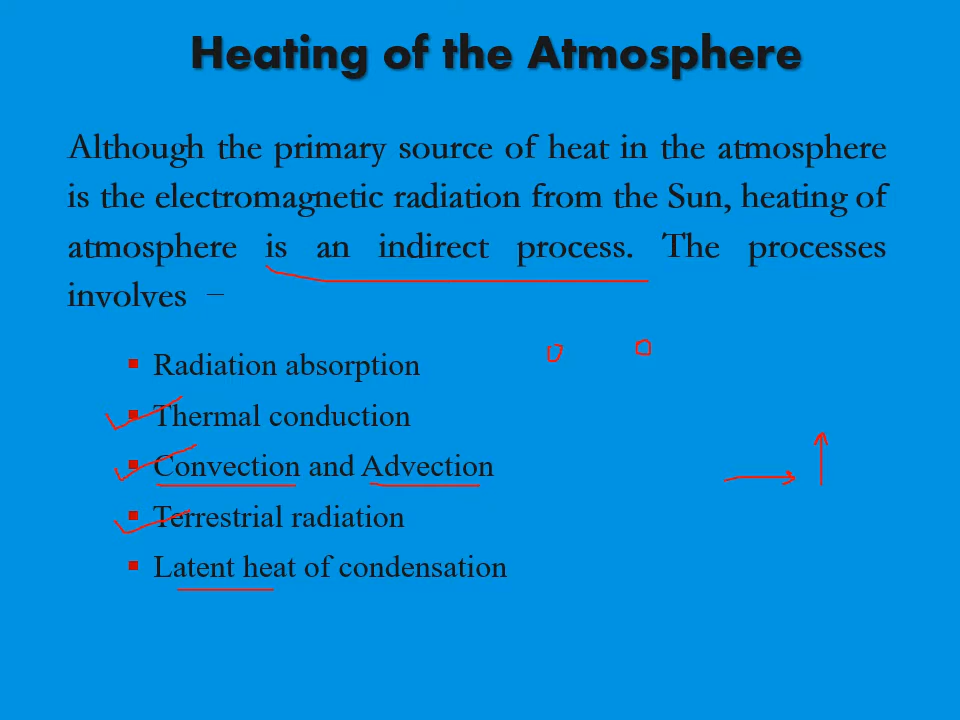 Heating of the Atmosphere
Although the primary source of heat in the atmosphere
is the electromagnetic radiation from the Sun, heating of
atmosphere is an indirect process. The processes
involves –
▪ Radiation absorption
▪ Thermal conduction
▪ Convection and Advection
▪ Terrestrial radiation
▪ Latent heat of condensation